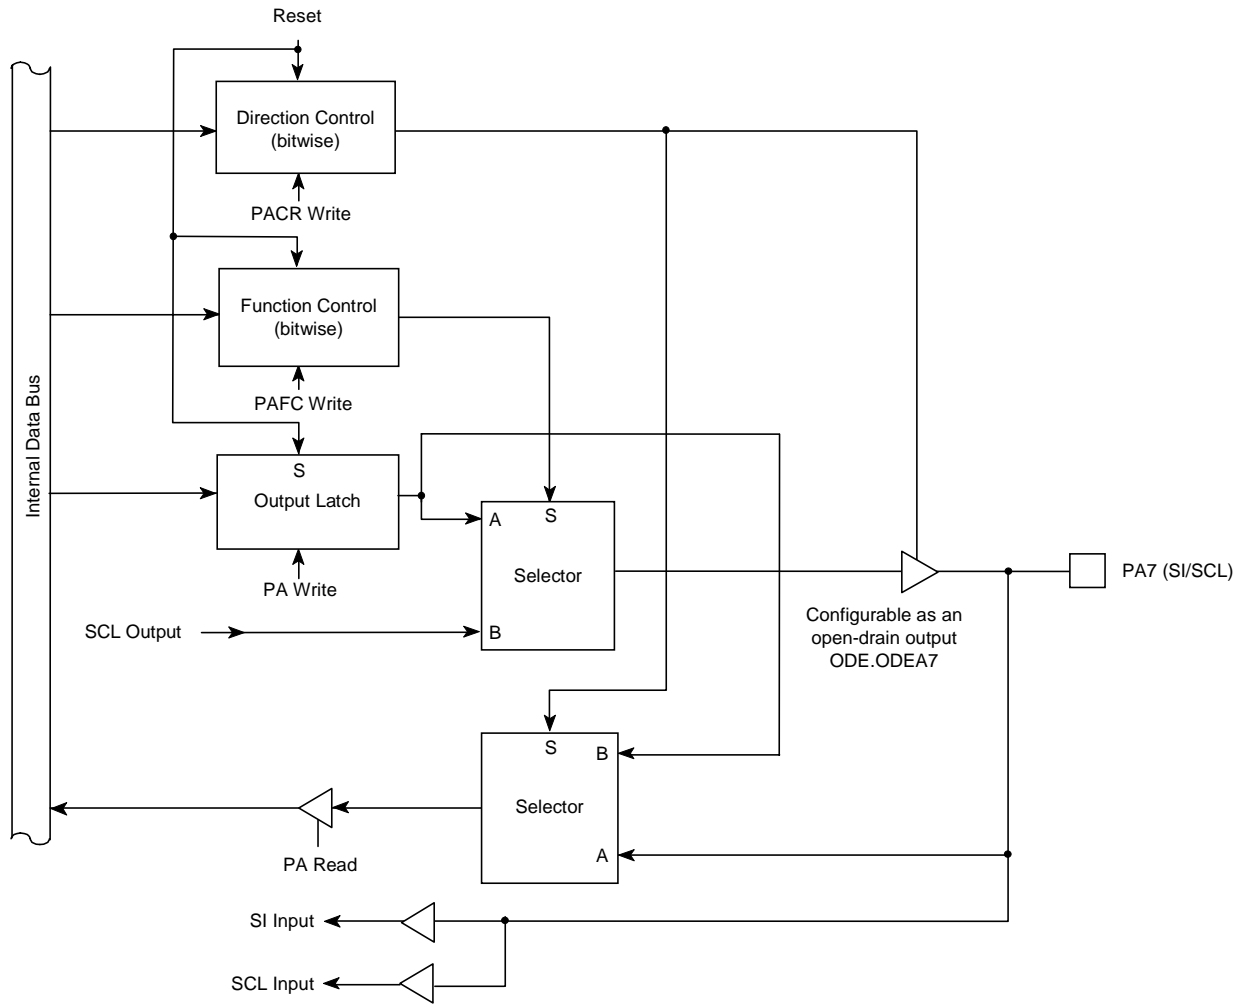 Reset
Direction Control
(bitwise)
PACR Write
Function Control
(bitwise)
PAFC Write
Internal Data Bus
S
Output Latch
PA Write
A
S
Selector
B
SCL Output
PA7 (SI/SCL)
Configurable as an
open-drain output
ODE.ODEA7
S
B
Selector
A
PA Read
SI Input
SCL Input